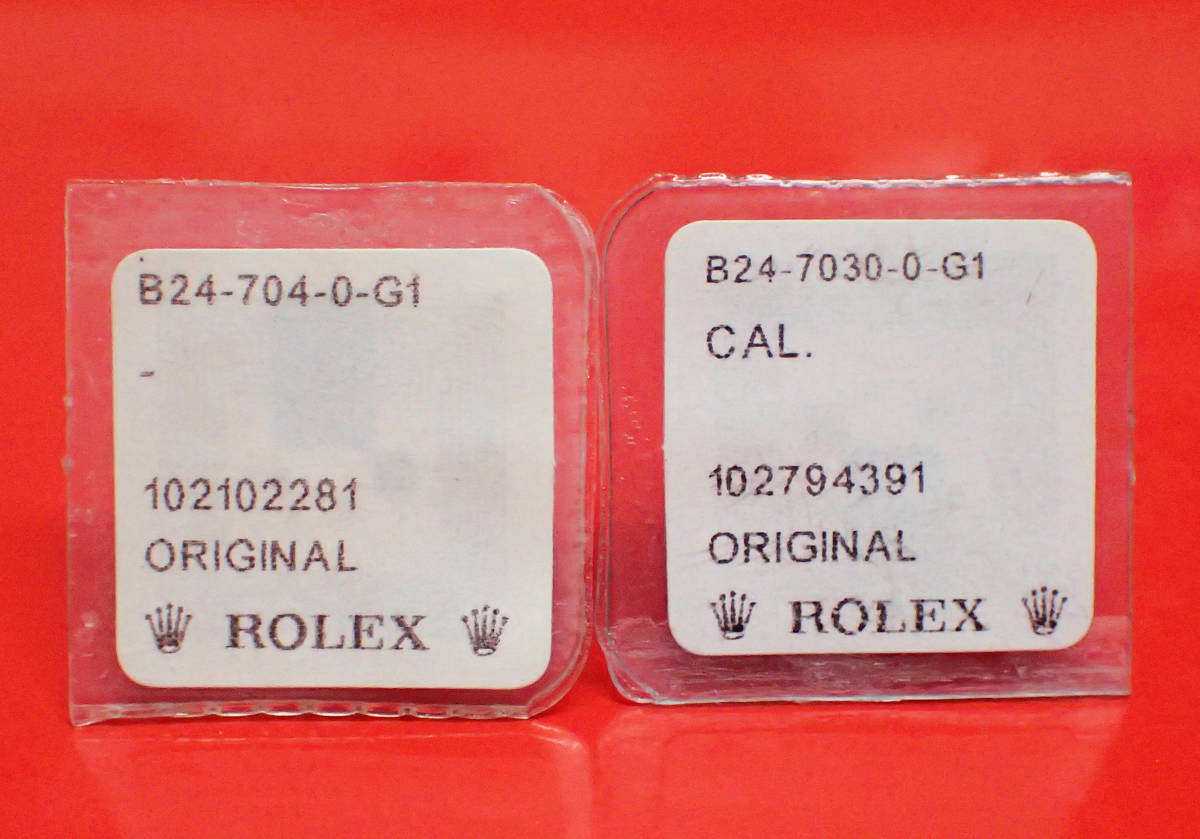 B24-704-0-G1
-
102102281
ORIGINAL
ROLEX
B24-7030-0-G1
CAL.
102794391
ORIGINAL
ROLEX